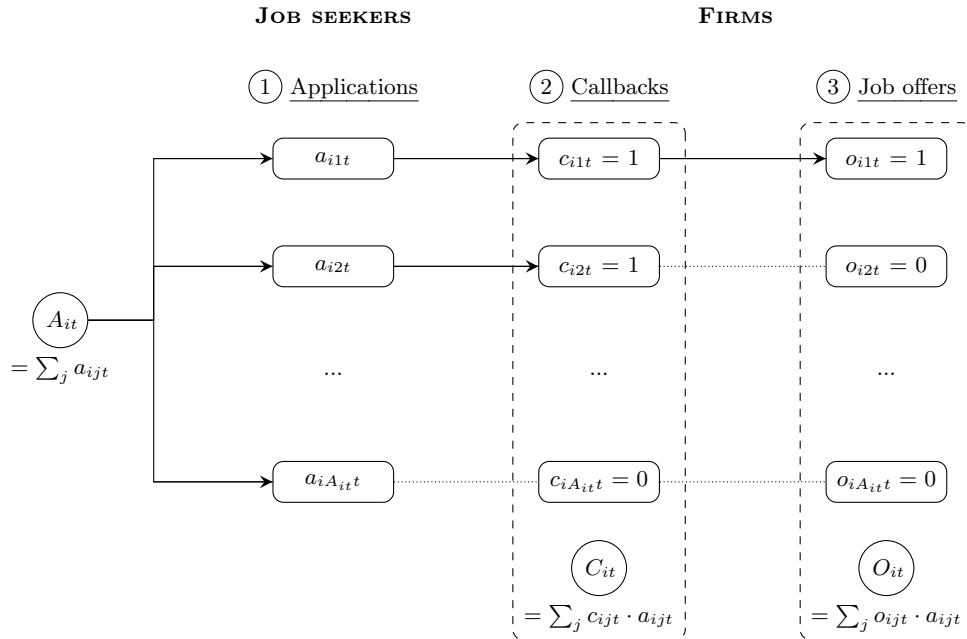 JOB SEEKERS FIRMS
1 Applications 2 Callbacks 3 Job offers
a_{i1t} c_{i1t} = 1 o_{i1t} = 1
a_{i2t} c_{i2t} = 1 o_{i2t} = 0
A_{it}
= ∑_j a_{ijt}
... ... ...
a_{iA_{it}t} c_{iA_{it}t} = 0 o_{iA_{it}t} = 0
C_{it} O_{it}
= ∑_j c_{ijt} · a_{ijt} = ∑_j o_{ijt} · a_{ijt}